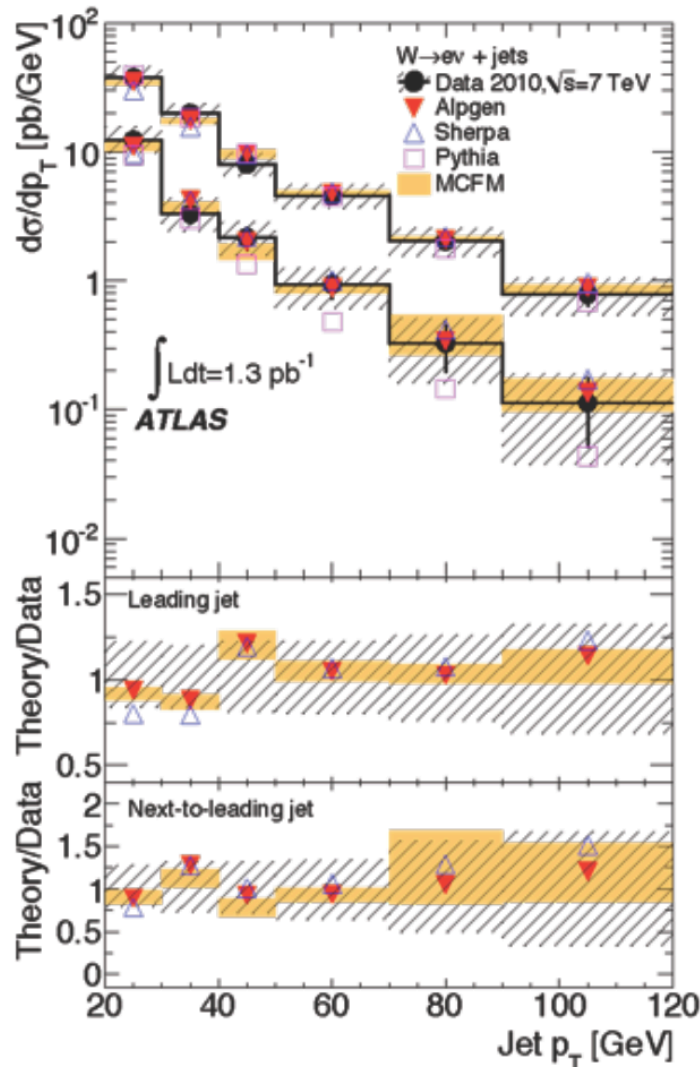 10²
10
1
10⁻¹
10⁻²
dσ/dp_T [pb/GeV]
W→eν + jets
Data 2010,√s=7 TeV
Alpgen
Sherpa
Pythia
MCFM
∫ Ldt=1.3 pb⁻¹
ATLAS
1.5
1
0.5
Theory/Data
Leading jet
2
1.5
1
0.5
0
Theory/Data
Next-to-leading jet
20 40 60 80 100 120
Jet p_T [GeV]